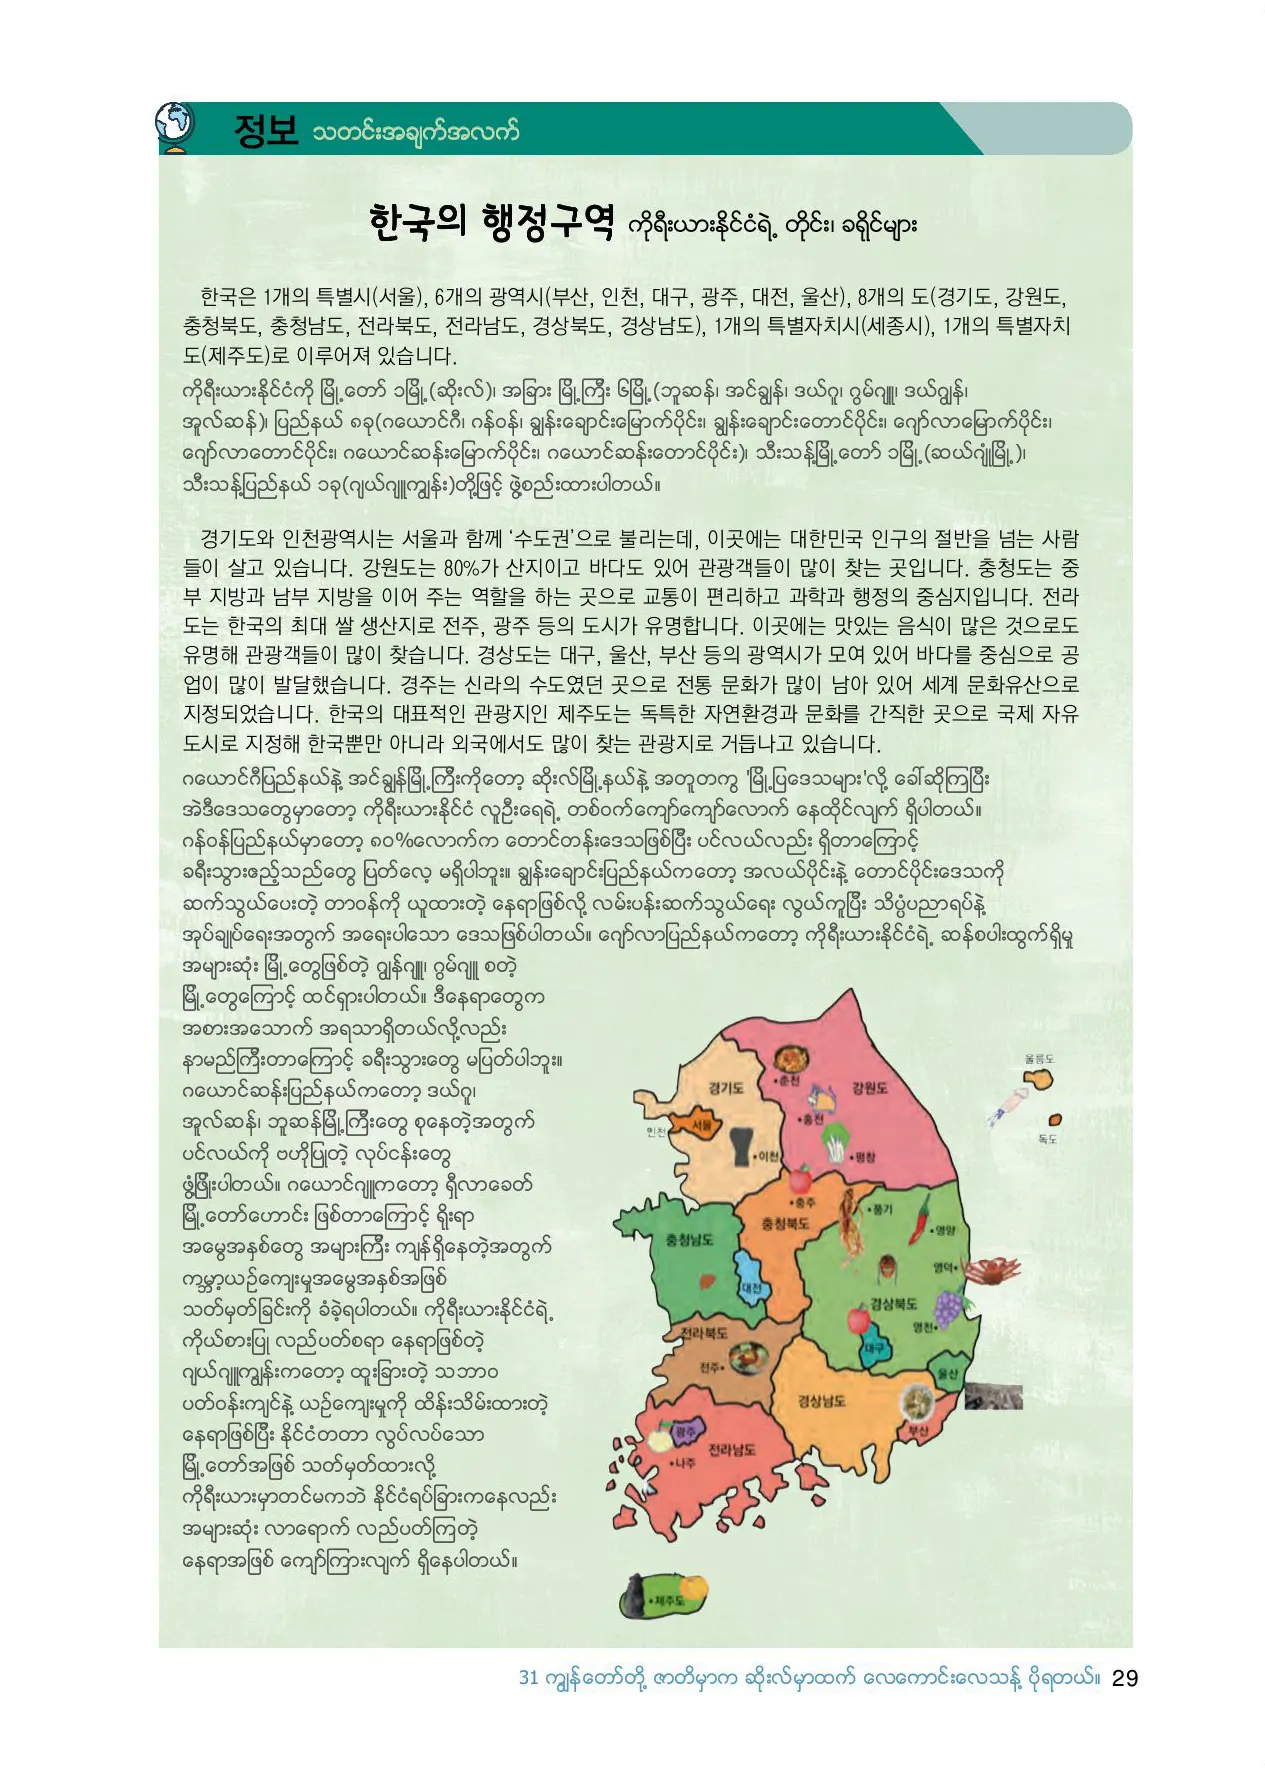 정보 သတင်းအချက်အလက်
한국의 행정구역 ကိုရီးယားနိုင်ငံရဲ့ တိုင်း၊ ခရိုင်များ
한국은 1개의 특별시(서울), 6개의 광역시(부산, 인천, 대구, 광주, 대전, 울산), 8개의 도(경기도, 강원도,
충청북도, 충청남도, 전라북도, 전라남도, 경상북도, 경상남도), 1개의 특별자치시(세종시), 1개의 특별자치
도(제주도)로 이루어져 있습니다.
ကိုရီးယားနိုင်ငံကို မြို့တော် ၁မြို့(ဆိုးလ်)၊ အခြား မြို့ကြီး ၆မြို့(ဘူဆန်၊ အင်ချွန်၊ ဒယ်ဂူ၊ ဂွမ်ဂျူ၊ ဒယ်ဂျွန်၊
အူလ်ဆန်)၊ ပြည်နယ် ၈ခု(ဂယောင်ဂီ၊ ဂန်ဝန်၊ ချွန်းချောင်းမြောက်ပိုင်း၊ ချွန်းချောင်းတောင်ပိုင်း၊ ဂျော်လာမြောက်ပိုင်း၊
ဂျော်လာတောင်ပိုင်း၊ ဂယောင်ဆန်းမြောက်ပိုင်း၊ ဂယောင်ဆန်းတောင်ပိုင်း)၊ သီးသန့်မြို့တော် ၁မြို့(ဆယ်ဂျုံမြို့)၊
သီးသန့်ပြည်နယ် ၁ခု(ဂျယ်ဂျူကျွန်း)တို့ဖြင့် ဖွဲ့စည်းထားပါတယ်။
경기도와 인천광역시는 서울과 함께 ‘수도권’으로 불리는데, 이곳에는 대한민국 인구의 절반을 넘는 사람
들이 살고 있습니다. 강원도는 80%가 산지이고 바다도 있어 관광객들이 많이 찾는 곳입니다. 충청도는 중
부 지방과 남부 지방을 이어 주는 역할을 하는 곳으로 교통이 편리하고 과학과 행정의 중심지입니다. 전라
도는 한국의 최대 쌀 생산지로 전주, 광주 등의 도시가 유명합니다. 이곳에는 맛있는 음식이 많은 것으로도
유명해 관광객들이 많이 찾습니다. 경상도는 대구, 울산, 부산 등의 광역시가 모여 있어 바다를 중심으로 공
업이 많이 발달했습니다. 경주는 신라의 수도였던 곳으로 전통 문화가 많이 남아 있어 세계 문화유산으로
지정되었습니다. 한국의 대표적인 관광지인 제주도는 독특한 자연환경과 문화를 간직한 곳으로 국제 자유
도시로 지정해 한국뿐만 아니라 외국에서도 많이 찾는 관광지로 거듭나고 있습니다.
ဂယောင်ဂီပြည်နယ်နဲ့ အင်ချွန်မြို့ကြီးကိုတော့ ဆိုးလ်မြို့နယ်နဲ့ အတူတကွ 'မြို့ပြဒေသများ'လို့ ခေါ်ဆိုကြပြီး
အဲဒီဒေသတွေမှာတော့ ကိုရီးယားနိုင်ငံ လူဦးရေရဲ့ တစ်ဝက်ကျော်ကျော်လောက် နေထိုင်လျက် ရှိပါတယ်။
ဂန်ဝန်ပြည်နယ်မှာတော့ ၈၀%လောက်က တောင်တန်းဒေသဖြစ်ပြီး ပင်လယ်လည်း ရှိတာကြောင့်
ခရီးသွားဧည့်သည်တွေ ပြတ်လေ့ မရှိပါဘူး။ ချွန်းချောင်းပြည်နယ်ကတော့ အလယ်ပိုင်းနဲ့ တောင်ပိုင်းဒေသကို
ဆက်သွယ်ပေးတဲ့ တာဝန်ကို ယူထားတဲ့ နေရာဖြစ်လို့ လမ်းပန်းဆက်သွယ်ရေး လွယ်ကူပြီး သိပ္ပံပညာရပ်နဲ့
အုပ်ချုပ်ရေးအတွက် အရေးပါသော ဒေသဖြစ်ပါတယ်။ ဂျော်လာပြည်နယ်ကတော့ ကိုရီးယားနိုင်ငံရဲ့ ဆန်စပါးထွက်ရှိမှု
အများဆုံး မြို့တွေဖြစ်တဲ့ ဂျွန်ဂျူ၊ ဂွမ်ဂျူ စတဲ့
မြို့တွေကြောင့် ထင်ရှားပါတယ်။ ဒီနေရာတွေက
အစားအသောက် အရသာရှိတယ်လို့လည်း
နာမည်ကြီးတာကြောင့် ခရီးသွားတွေ မပြတ်ပါဘူး။
ဂယောင်ဆန်းပြည်နယ်ကတော့ ဒယ်ဂူ၊
အူလ်ဆန်၊ ဘူဆန်မြို့ကြီးတွေ စုနေတဲ့အတွက်
ပင်လယ်ကို ဗဟိုပြုတဲ့ လုပ်ငန်းတွေ
ဖွံ့ဖြိုးပါတယ်။ ဂယောင်ဂျူကတော့ ရှီလာခေတ်
မြို့တော်ဟောင်း ဖြစ်တာကြောင့် ရိုးရာ
အမွေအနှစ်တွေ အများကြီး ကျန်ရှိနေတဲ့အတွက်
ကမ္ဘာ့ယဉ်ကျေးမှုအမွေအနှစ်အဖြစ်
သတ်မှတ်ခြင်းကို ခံခဲ့ရပါတယ်။ ကိုရီးယားနိုင်ငံရဲ့
ကိုယ်စားပြု လည်ပတ်စရာ နေရာဖြစ်တဲ့
ဂျယ်ဂျူကျွန်းကတော့ ထူးခြားတဲ့ သဘာဝ
ပတ်ဝန်းကျင်နဲ့ ယဉ်ကျေးမှုကို ထိန်းသိမ်းထားတဲ့
နေရာဖြစ်ပြီး နိုင်ငံတတာ လွပ်လပ်သော
မြို့တော်အဖြစ် သတ်မှတ်ထားလို့
ကိုရီးယားမှာတင်မကဘဲ နိုင်ငံရပ်ခြားကနေလည်း
အများဆုံး လာရောက် လည်ပတ်ကြတဲ့
နေရာအဖြစ် ကျော်ကြားလျက် ရှိနေပါတယ်။
울릉도
독도
경기도
•춘천
강원도
인천
서울
•홍천
•이천
•평창
•충주
충청북도
•풍기
•영양
충청남도
영덕•
대전
경상북도
영천•
전라북도
대구
전주•
울산
경상남도
부산
광주
전라남도
•나주
•제주도
31 ကျွန်တော်တို့ ဇာတိမှာက ဆိုးလ်မှာထက် လေကောင်းလေသန့် ပိုရတယ်။ 29